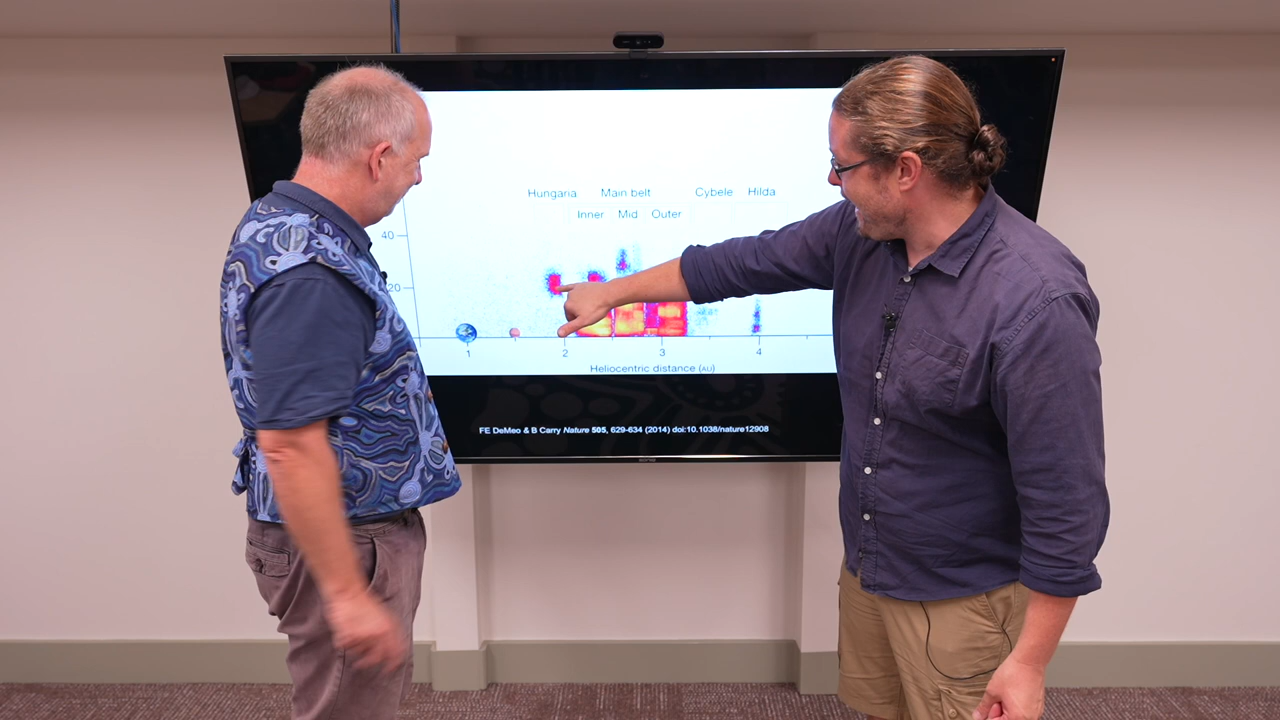 Hungaria Main belt Cybele Hilda
Inner Mid Outer
40
20
1 2 3 4
Heliocentric distance (AU)
FE DeMeo & B Carry Nature 505, 629-634 (2014) doi:10.1038/nature12908